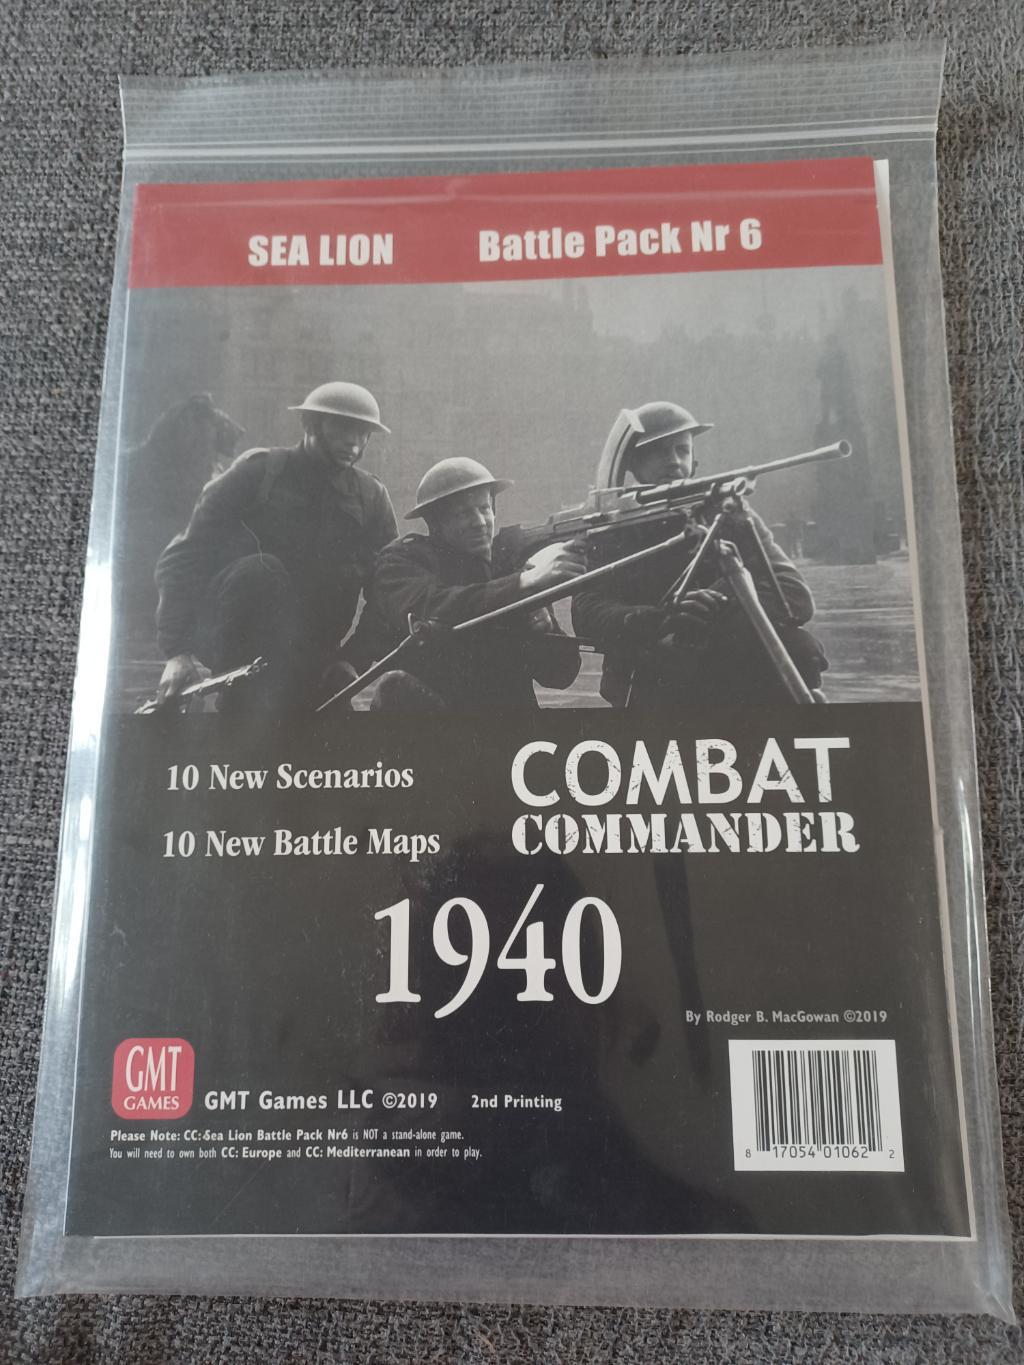 SEA LION Battle Pack Nr 6
10 New Scenarios
10 New Battle Maps
COMBAT
COMMANDER
1940
By Rodger B. MacGowan ©2019
GMT
GAMES
GMT Games LLC ©2019 2nd Printing
Please Note: CC:Sea Lion Battle Pack Nr6 is NOT a stand-alone game.
You will need to own both CC: Europe and CC: Mediterranean in order to play.
8 17054 01062 2